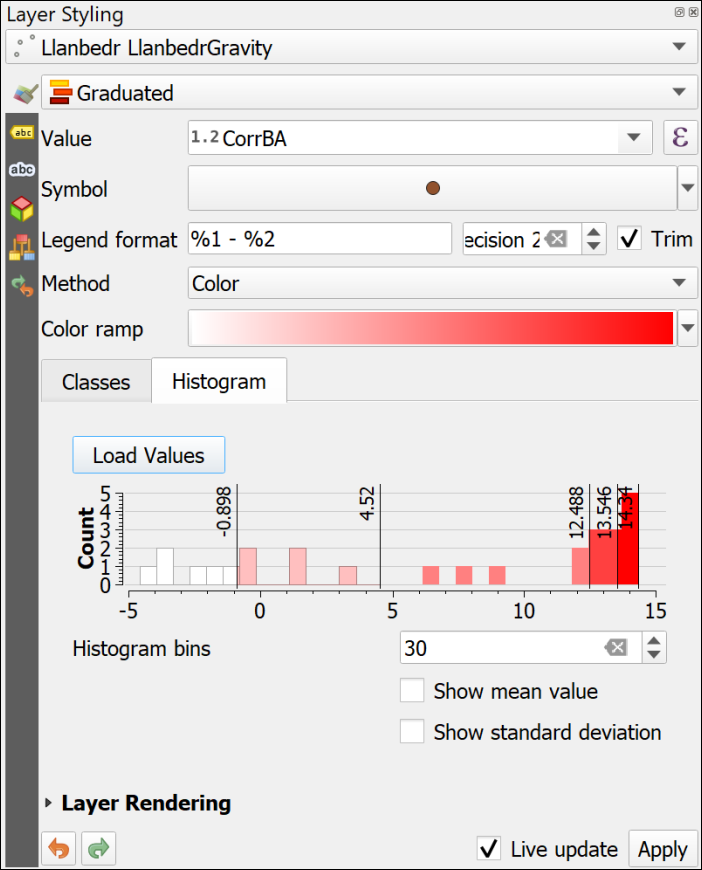 Layer Styling
Llanbedr LlanbedrGravity
Graduated
abc
Value 1.2 CorrBA ε
abc
Symbol
Legend format %1 - %2 ecision 2 Trim
Method Color
Color ramp
Classes Histogram
Load Values
Count
5
4
3
2
1
0
-0.898 4.52 12.488 13.546 14.34
-5 0 5 10 15
Histogram bins 30
Show mean value
Show standard deviation
Layer Rendering
Live update Apply